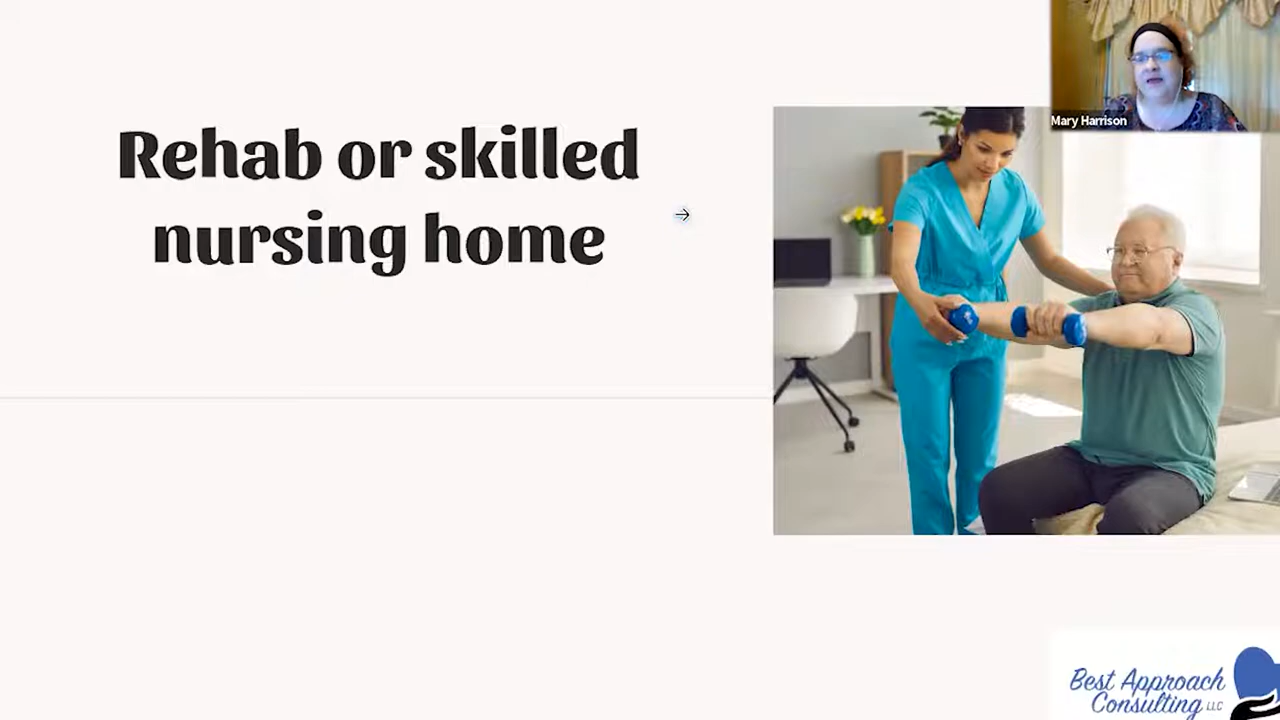 Rehab or skilled
nursing home
Mary Harrison
Best Approach
Consulting LLC